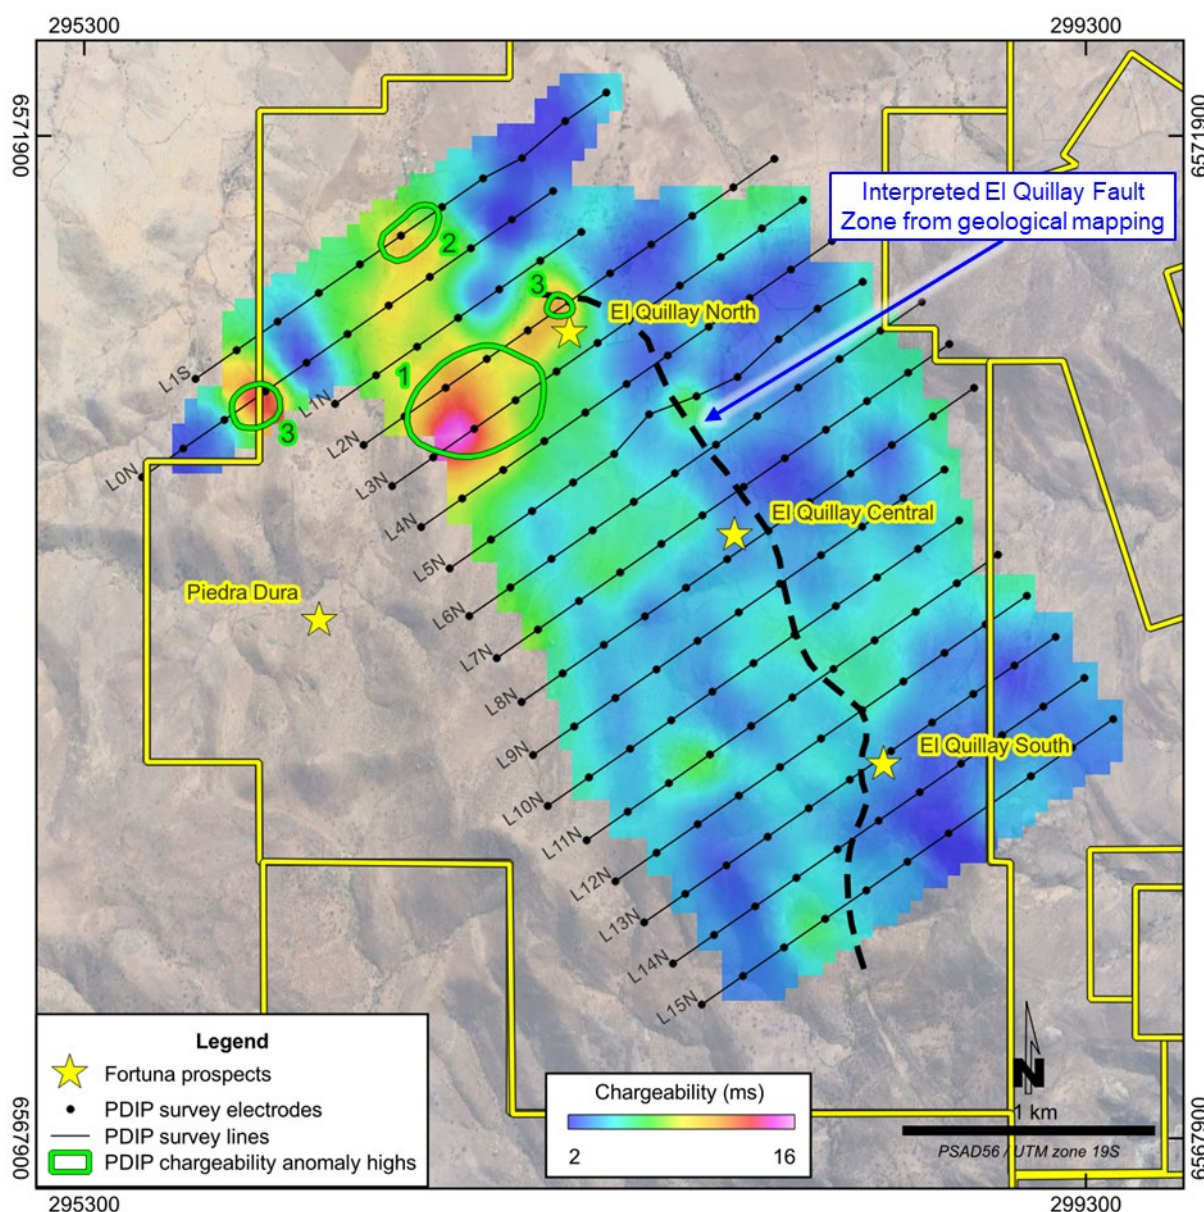 295300
299300
6571900
6571900
Interpreted El Quillay Fault
Zone from geological mapping
2
3
El Quillay North
L1S
1
L1N
3
L2N
L0N
L3N
El Quillay Central
L4N
L5N
Piedra Dura
L6N
L7N
L8N
El Quillay South
L9N
L10N
L11N
L12N
L13N
L14N
L15N
Legend
Fortuna prospects
PDIP survey electrodes
PDIP survey lines
PDIP chargeability anomaly highs
Chargeability (ms)
2
16
N
1 km
PSAD56 / UTM zone 19S
6567900
6567900
295300
299300